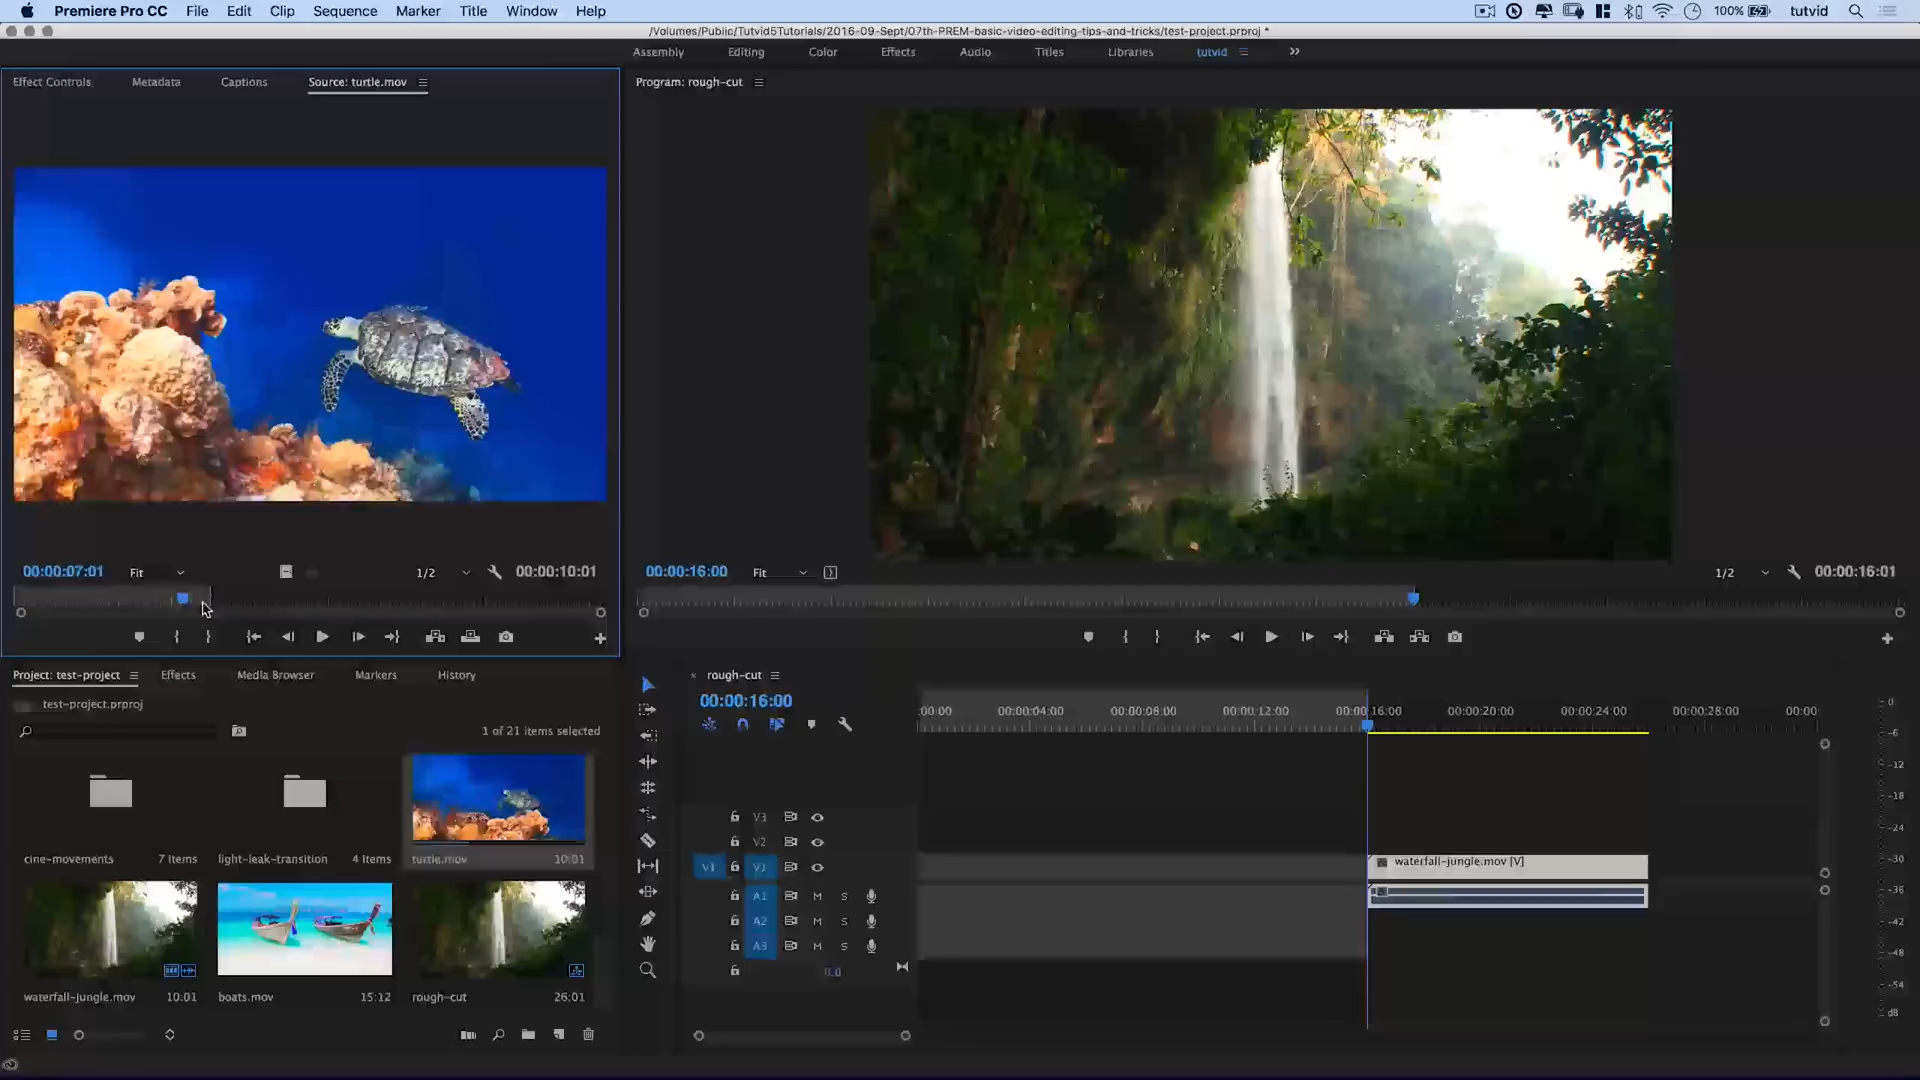 Premiere Pro CC File Edit Clip Sequence Marker Title Window Help 100% tutvid
/Volumes/Public/Tutvid5Tutorials/2016-09-Sept/07th-PREM-basic-video-editing-tips-and-tricks/test-project.prproj *
Assembly Editing Color Effects Audio Titles Libraries tutvid
Effect Controls Metadata Captions Source: turtle.mov
Program: rough-cut
00:00:07:01 Fit 1/2 00:00:10:01
00:00:16:00 Fit 1/2 00:00:16:01
Project: test-project Effects Media Browser Markers History
test-project.prproj
1 of 21 items selected
cine-movements 7 Items
light-leak-transition 4 Items
turtle.mov 10:01
waterfall-jungle.mov 10:01
boats.mov 15:12
rough-cut 26:01
rough-cut
00:00:16:00
:00:00 00:00:04:00 00:00:08:00 00:00:12:00 00:00:16:00 00:00:20:00 00:00:24:00 00:00:28:00 00:00
V3
V2
V1 V1
waterfall-jungle.mov [V]
A1 M S
A2 M S
A3 M S
0.0
0
-6
-12
-18
-24
-30
-36
-42
-48
-54
dB